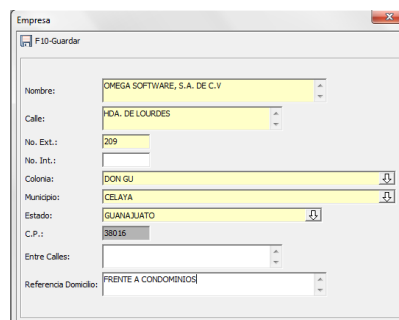 Empresa
F10-Guardar
Nombre: OMEGA SOFTWARE, S.A. DE C.V
Calle: HDA. DE LOURDES
No. Ext.: 209
No. Int.:
Colonia: DON GU
Municipio: CELAYA
Estado: GUANAJUATO
C.P.: 38016
Entre Calles:
Referencia Domicilio: FRENTE A CONDOMINIOS